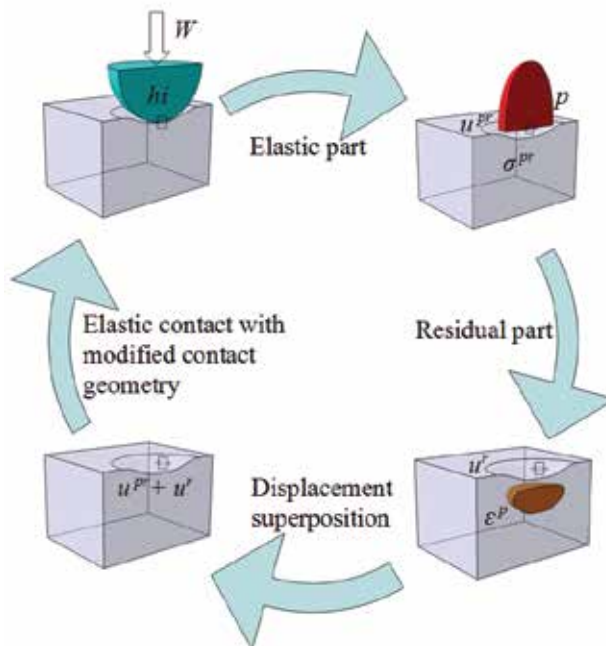 W
hi
Elastic part
p
u^pr
σ^pr
Residual part
u^r
ε^p
Displacement
superposition
u^pr + u^r
Elastic contact with
modified contact
geometry